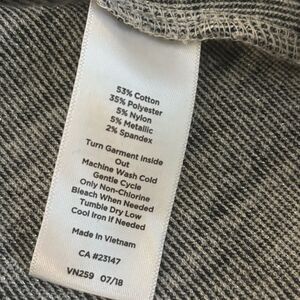 53% Cotton
35% Polyester
5% Nylon
5% Metallic
2% Spandex
Turn Garment Inside
Out
Machine Wash Cold
Gentle Cycle
Only Non-Chlorine
Bleach When Needed
Tumble Dry Low
Cool Iron If Needed
Made In Vietnam
CA #23147
VN259 07/18